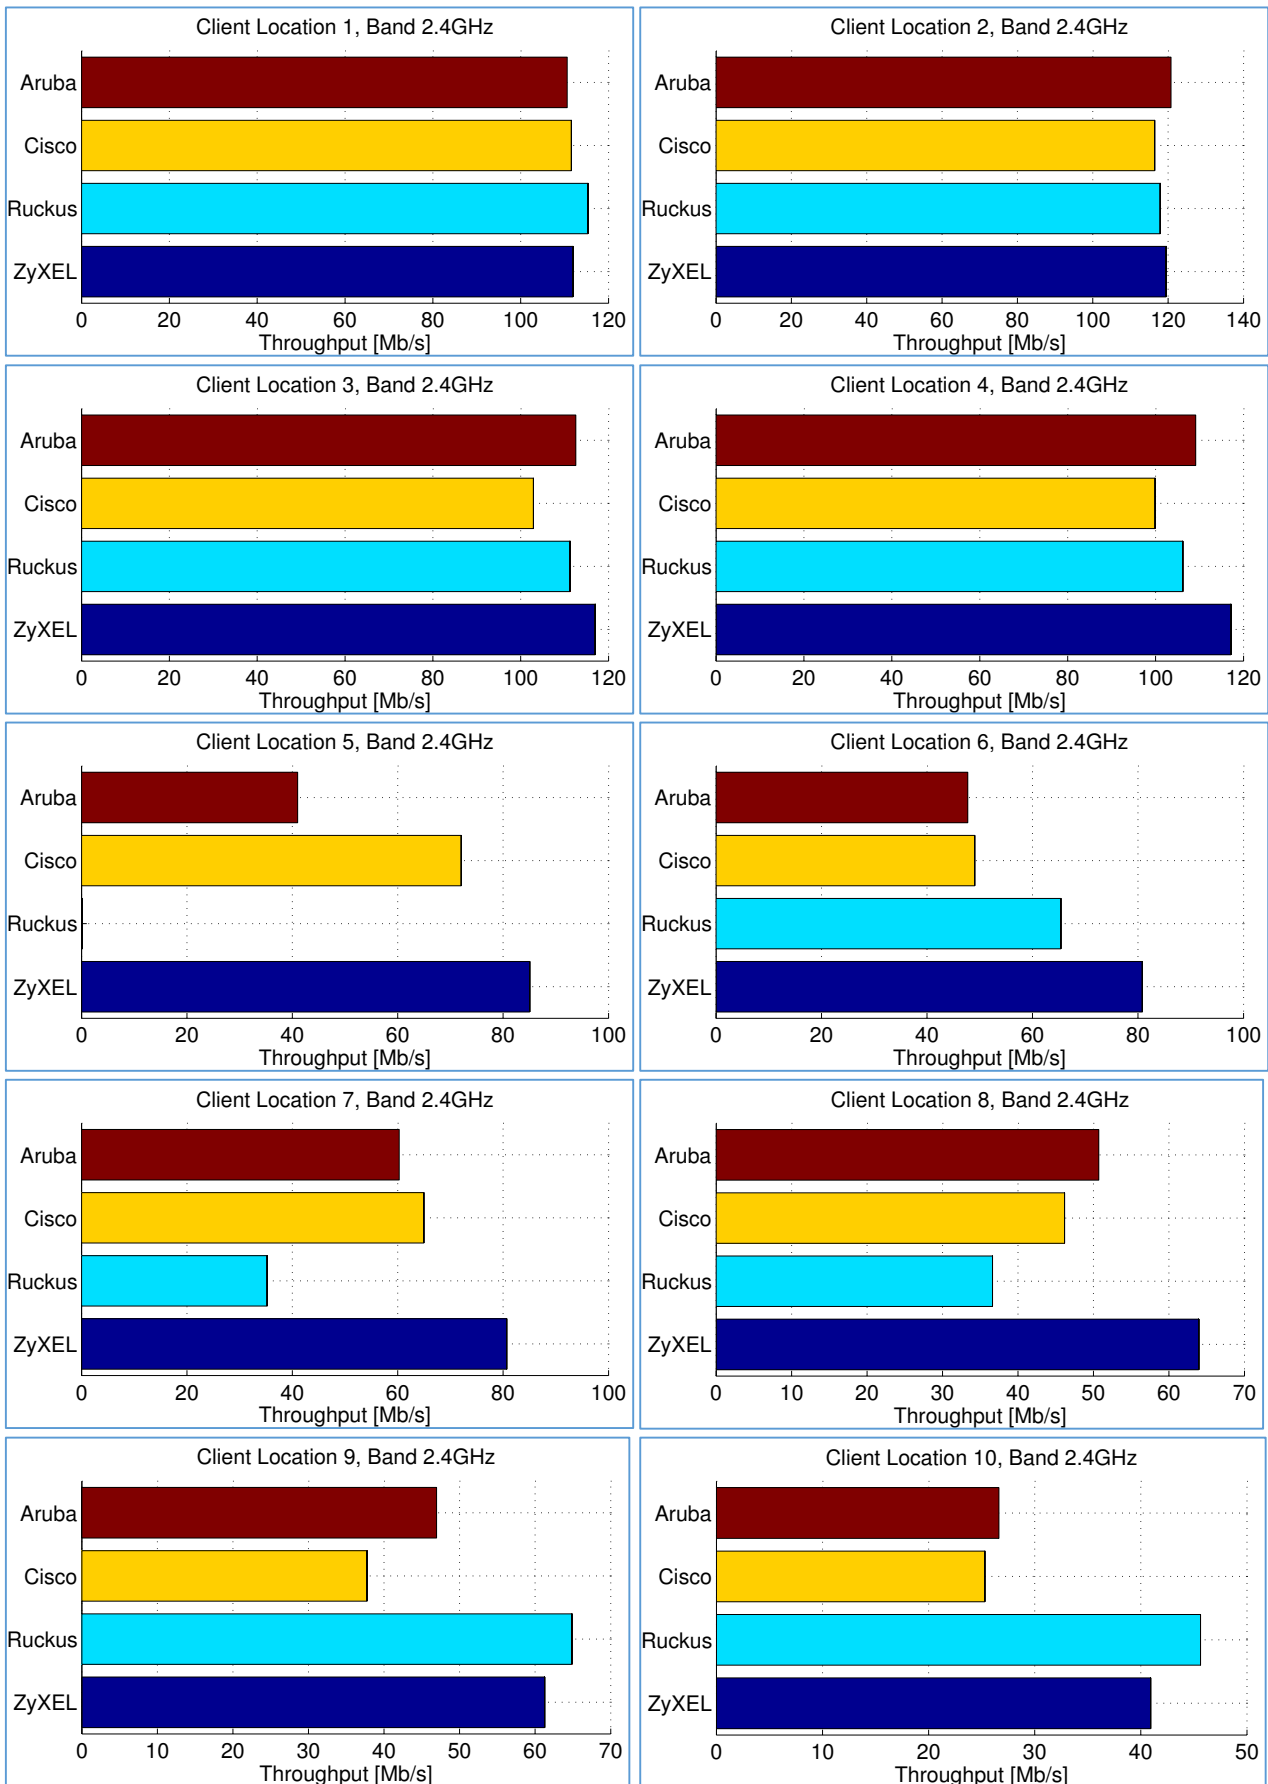 Client Location 1, Band 2.4GHz
Aruba
Cisco
Ruckus
ZyXEL
0 20 40 60 80 100 120
Throughput [Mb/s]
Client Location 2, Band 2.4GHz
Aruba
Cisco
Ruckus
ZyXEL
0 20 40 60 80 100 120 140
Throughput [Mb/s]
Client Location 3, Band 2.4GHz
Aruba
Cisco
Ruckus
ZyXEL
0 20 40 60 80 100 120
Throughput [Mb/s]
Client Location 4, Band 2.4GHz
Aruba
Cisco
Ruckus
ZyXEL
0 20 40 60 80 100 120
Throughput [Mb/s]
Client Location 5, Band 2.4GHz
Aruba
Cisco
Ruckus
ZyXEL
0 20 40 60 80 100
Throughput [Mb/s]
Client Location 6, Band 2.4GHz
Aruba
Cisco
Ruckus
ZyXEL
0 20 40 60 80 100
Throughput [Mb/s]
Client Location 7, Band 2.4GHz
Aruba
Cisco
Ruckus
ZyXEL
0 20 40 60 80 100
Throughput [Mb/s]
Client Location 8, Band 2.4GHz
Aruba
Cisco
Ruckus
ZyXEL
0 10 20 30 40 50 60 70
Throughput [Mb/s]
Client Location 9, Band 2.4GHz
Aruba
Cisco
Ruckus
ZyXEL
0 10 20 30 40 50 60 70
Throughput [Mb/s]
Client Location 10, Band 2.4GHz
Aruba
Cisco
Ruckus
ZyXEL
0 10 20 30 40 50
Throughput [Mb/s]